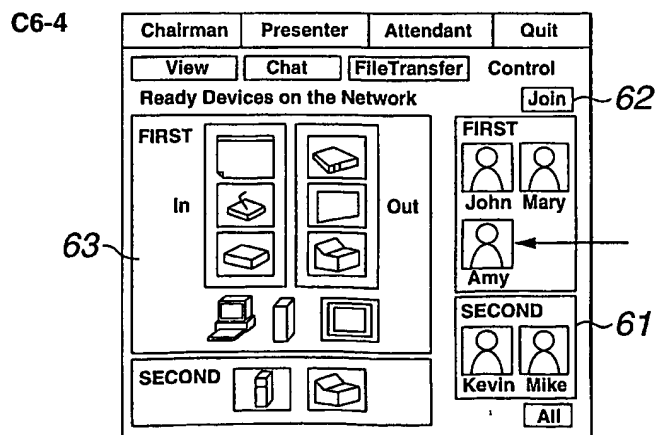 C6-4
Chairman Presenter Attendant Quit
View Chat FileTransfer Control
Ready Devices on the Network Join 62
FIRST FIRST
John Mary
In Out
63
Amy
SECOND 61
SECOND
Kevin Mike
All